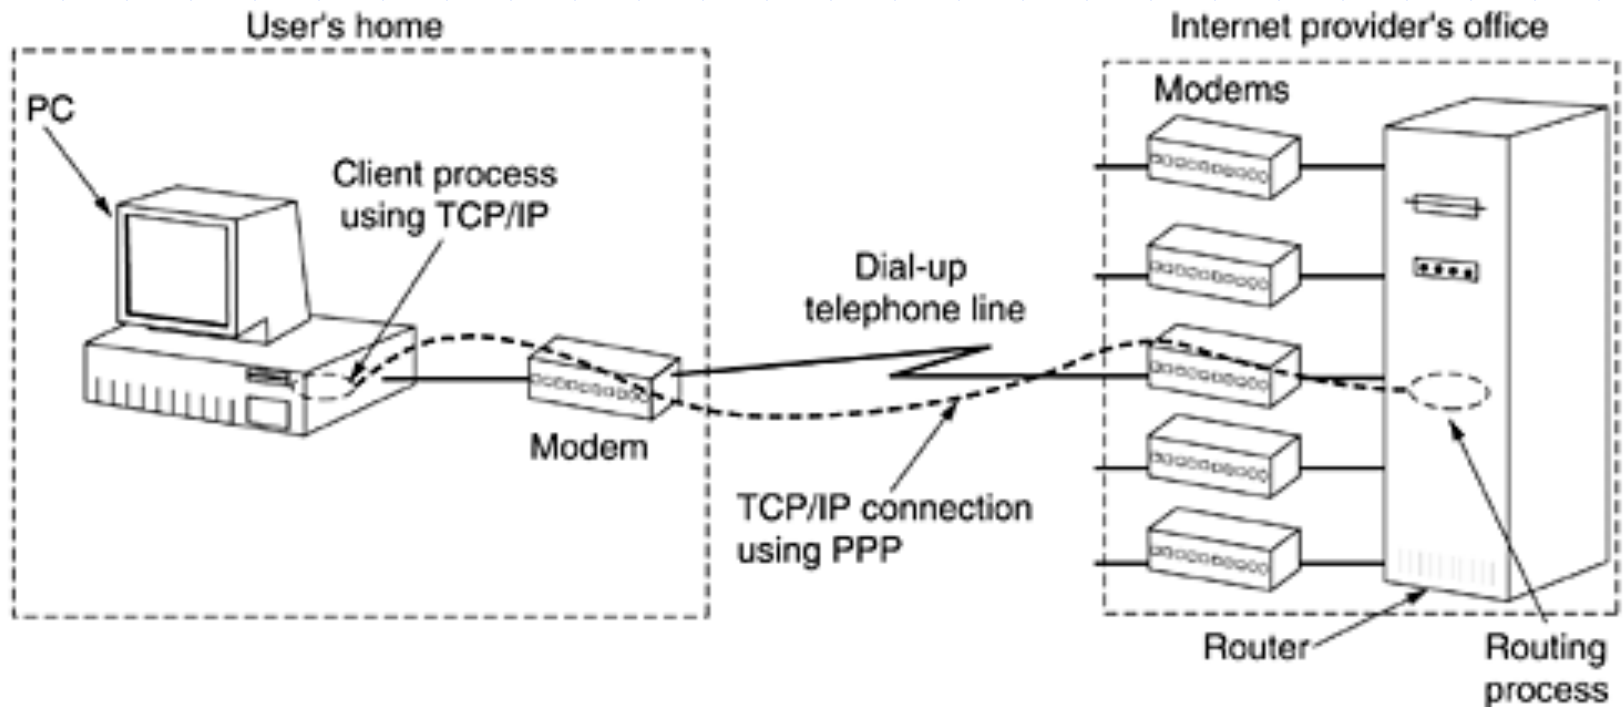 User's home
Internet provider's office
PC
Modems
Client process
using TCP/IP
Dial-up
telephone line
Modem
TCP/IP connection
using PPP
Router
Routing
process